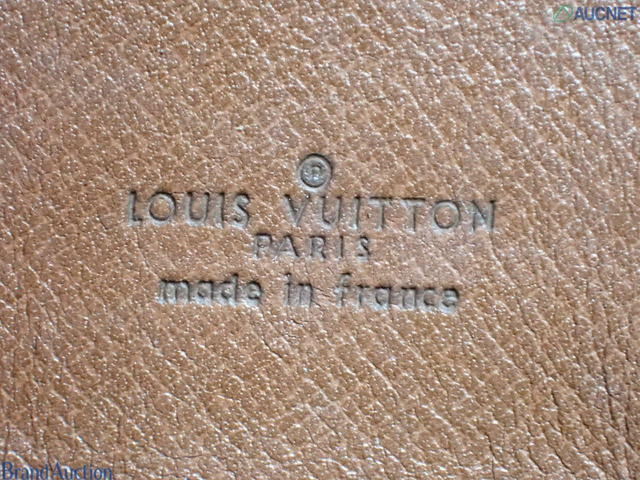 AUCNET
®
LOUIS VUITTON
PARIS
made in france
BrandAuction